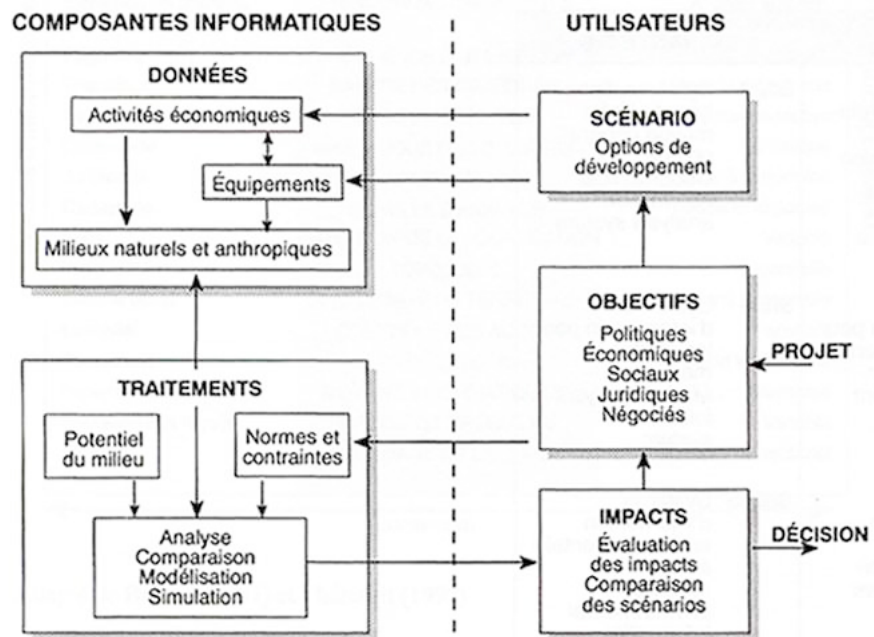 COMPOSANTES INFORMATIQUES
UTILISATEURS
DONNÉES
Activités économiques
Équipements
Milieux naturels et anthropiques
TRAITEMENTS
Potentiel
du milieu
Normes et
contraintes
Analyse
Comparaison
Modélisation
Simulation
SCÉNARIO
Options de
développement
OBJECTIFS
Politiques
Économiques
Sociaux
Juridiques
Négociés
PROJET
IMPACTS
Évaluation
des impacts
Comparaison
des scénarios
DÉCISION